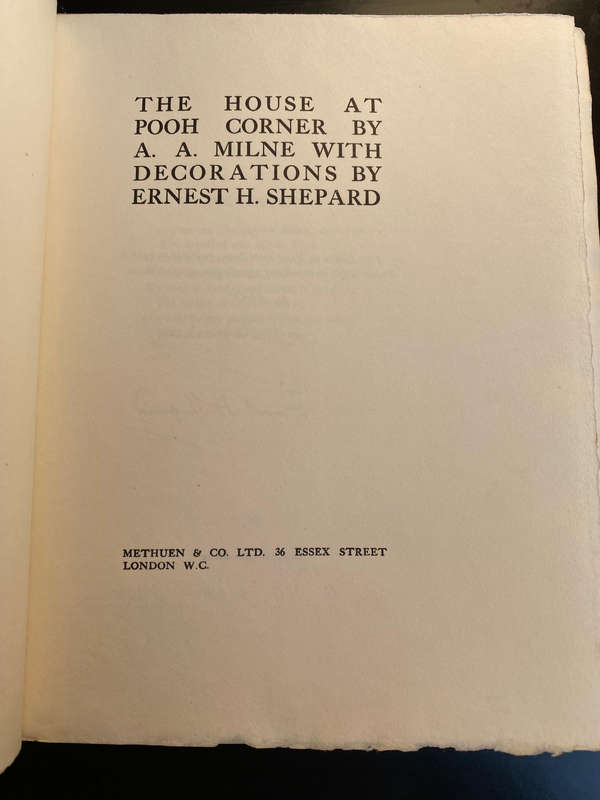 THE HOUSE AT
POOH CORNER BY
A. A. MILNE WITH
DECORATIONS BY
ERNEST H. SHEPARD
METHUEN & CO. LTD. 36 ESSEX STREET
LONDON W.C.